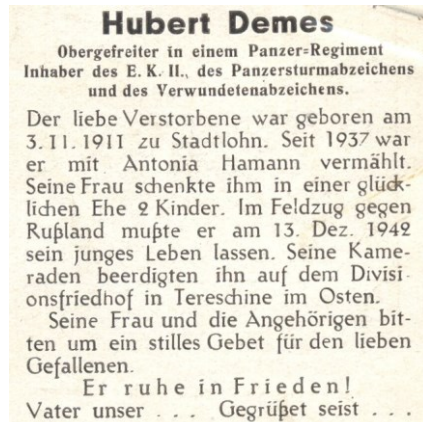 Hubert Demes
Obergefreiter in einem Panzer=Regiment
Inhaber des E. K. II., des Panzersturmabzeichens
und des Verwundetenabzeichens.
Der liebe Verstorbene war geboren am
3. 11. 1911 zu Stadtlohn. Seit 1937 war
er mit Antonia Hamann vermählt.
Seine Frau schenkte ihm in einer glück-
lichen Ehe 2 Kinder. Im Feldzug gegen
Rußland mußte er am 13. Dez. 1942
sein junges Leben lassen. Seine Kame-
raden beerdigten ihn auf dem Divisi
onsfriedhof in Tereschine im Osten.
Seine Frau und die Angehörigen bit-
ten um ein stilles Gebet für den lieben
Gefallenen.
Er ruhe in Frieden!
Vater unser . . . Gegrüßet seist . . .